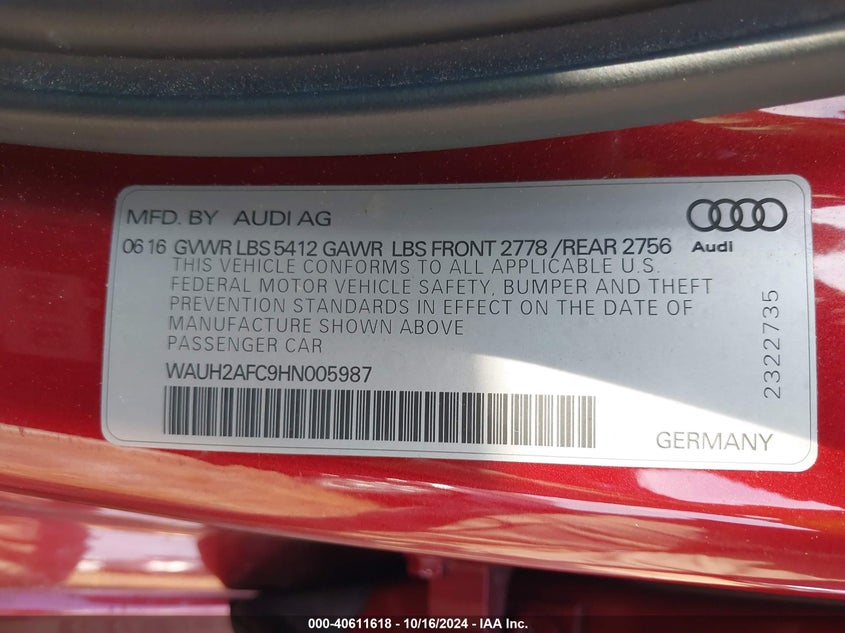 MFD. BY AUDI AG
Audi
06 16 GVWR LBS 5412 GAWR LBS FRONT 2778 /REAR 2756
THIS VEHICLE CONFORMS TO ALL APPLICABLE U.S.
FEDERAL MOTOR VEHICLE SAFETY, BUMPER AND THEFT
PREVENTION STANDARDS IN EFFECT ON THE DATE OF
MANUFACTURE SHOWN ABOVE
PASSENGER CAR
WAUH2AFC9HN005987
2322735
GERMANY
000-40611618 - 10/16/2024 - IAA Inc.